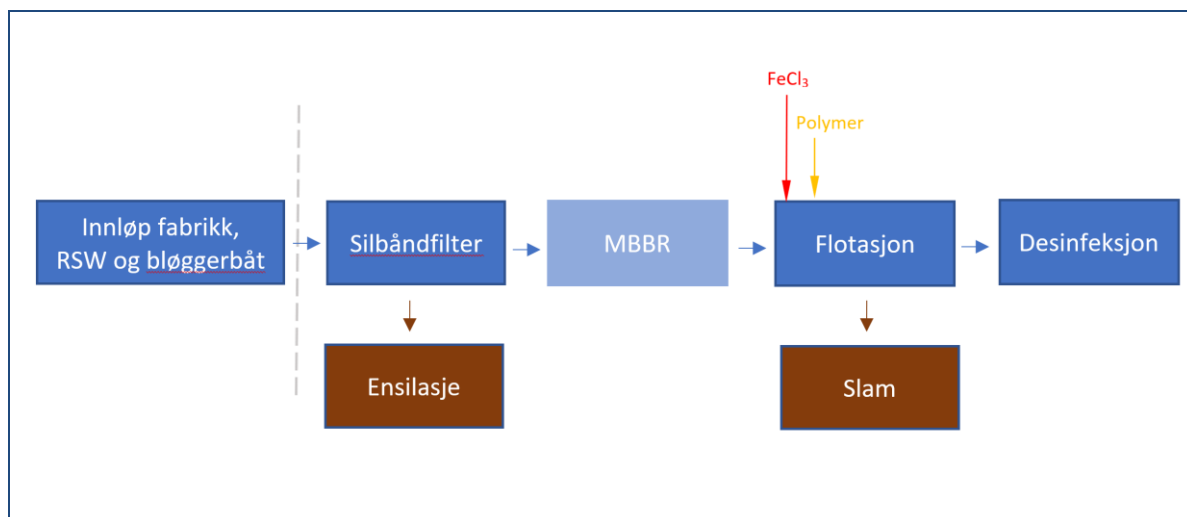 FeCl₃
Polymer
Innløp fabrikk,
RSW og bløggerbåt
Silbåndfilter
MBBR
Flotasjon
Desinfeksjon
Ensilasje
Slam